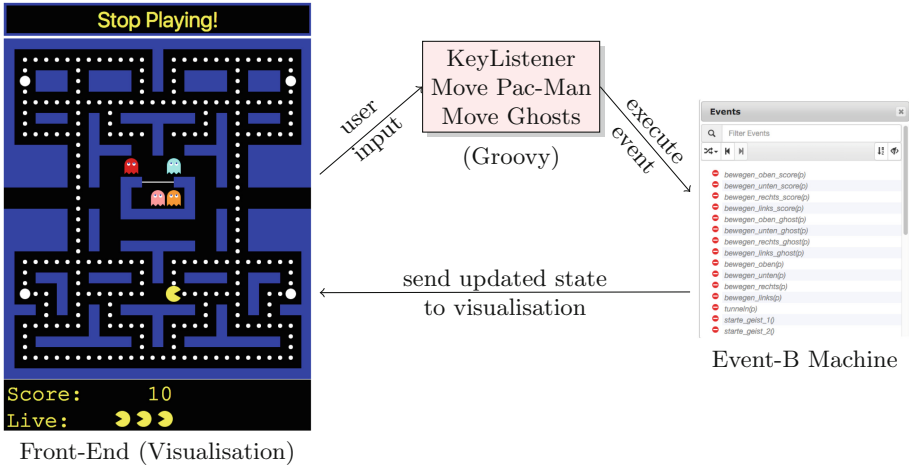 Stop Playing!
Score: 10
Live:
Front-End (Visualisation)
user
input
KeyListener
Move Pac-Man
Move Ghosts
(Groovy)
execute
event
send updated state
to visualisation
Events
Filter Events
bewegen_oben_score(p)
bewegen_unten_score(p)
bewegen_rechts_score(p)
bewegen_links_score(p)
bewegen_oben_ghost(p)
bewegen_unten_ghost(p)
bewegen_rechts_ghost(p)
bewegen_links_ghost(p)
bewegen_oben(p)
bewegen_unten(p)
bewegen_rechts(p)
bewegen_links(p)
tunneln(p)
starte_geist_1()
starte_geist_2()
Event-B Machine